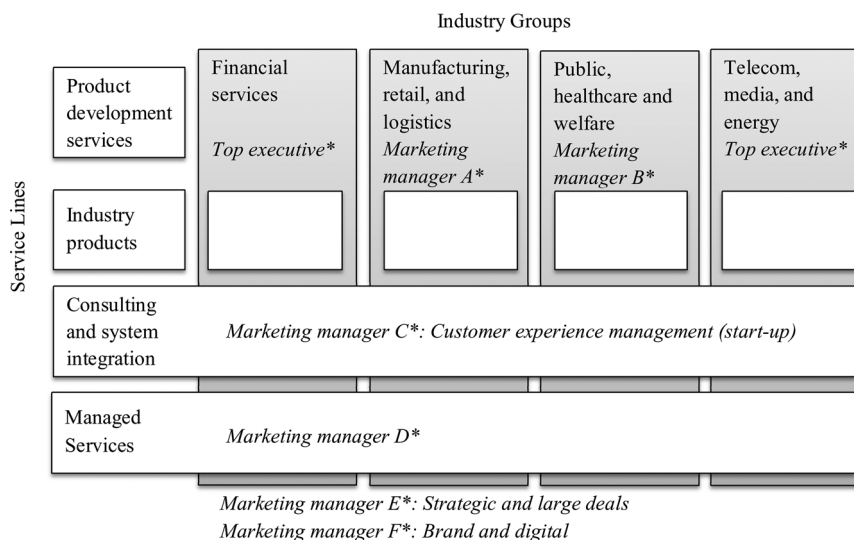 Industry Groups
Service Lines
Product
development
services
Financial
services
Top executive*
Manufacturing,
retail, and
logistics
Marketing
manager A*
Public,
healthcare and
welfare
Marketing
manager B*
Telecom,
media, and
energy
Top executive*
Industry
products
Consulting
and system
integration
Marketing manager C*: Customer experience management (start-up)
Managed
Services
Marketing manager D*
Marketing manager E*: Strategic and large deals
Marketing manager F*: Brand and digital